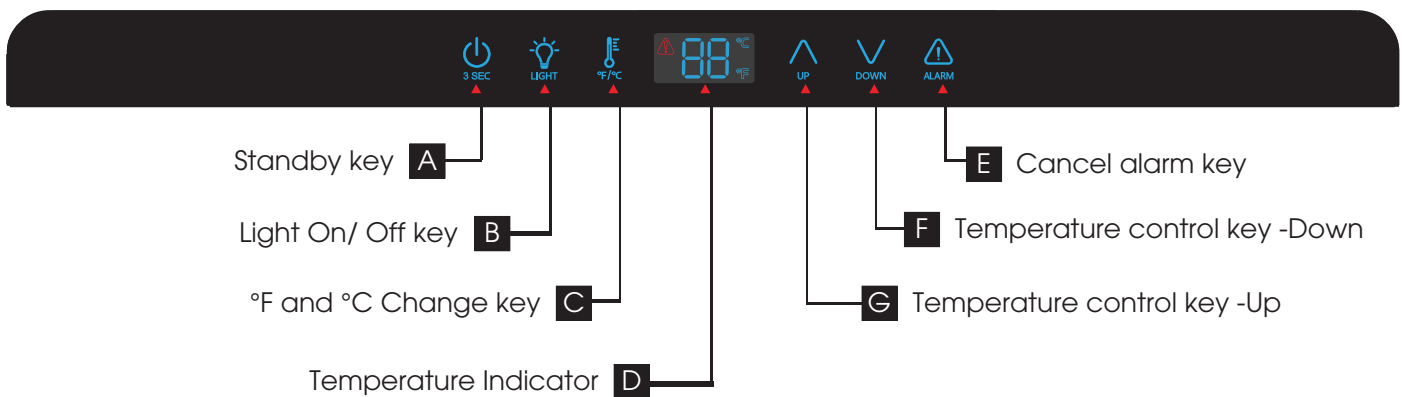 88 °C
°F
3 SEC LIGHT °F/°C UP DOWN ALARM
Standby key A E Cancel alarm key
Light On/ Off key B F Temperature control key -Down
°F and °C Change key C G Temperature control key -Up
Temperature Indicator D